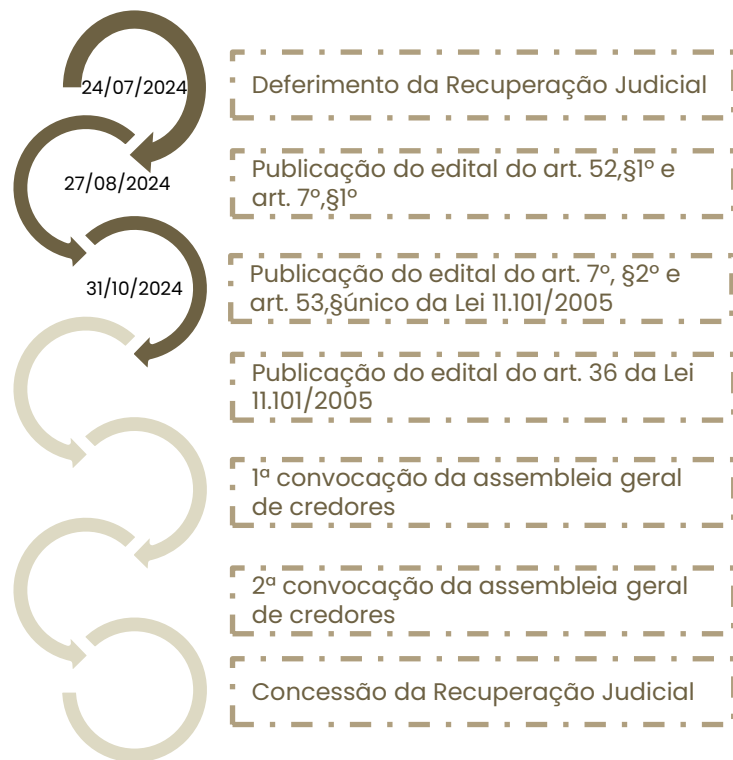 24/07/2024
Deferimento da Recuperação Judicial
27/08/2024
Publicação do edital do art. 52,§1º e
art. 7º,§1º
31/10/2024
Publicação do edital do art. 7º, §2º e
art. 53,§único da Lei 11.101/2005
Publicação do edital do art. 36 da Lei
11.101/2005
1ª convocação da assembleia geral
de credores
2ª convocação da assembleia geral
de credores
Concessão da Recuperação Judicial